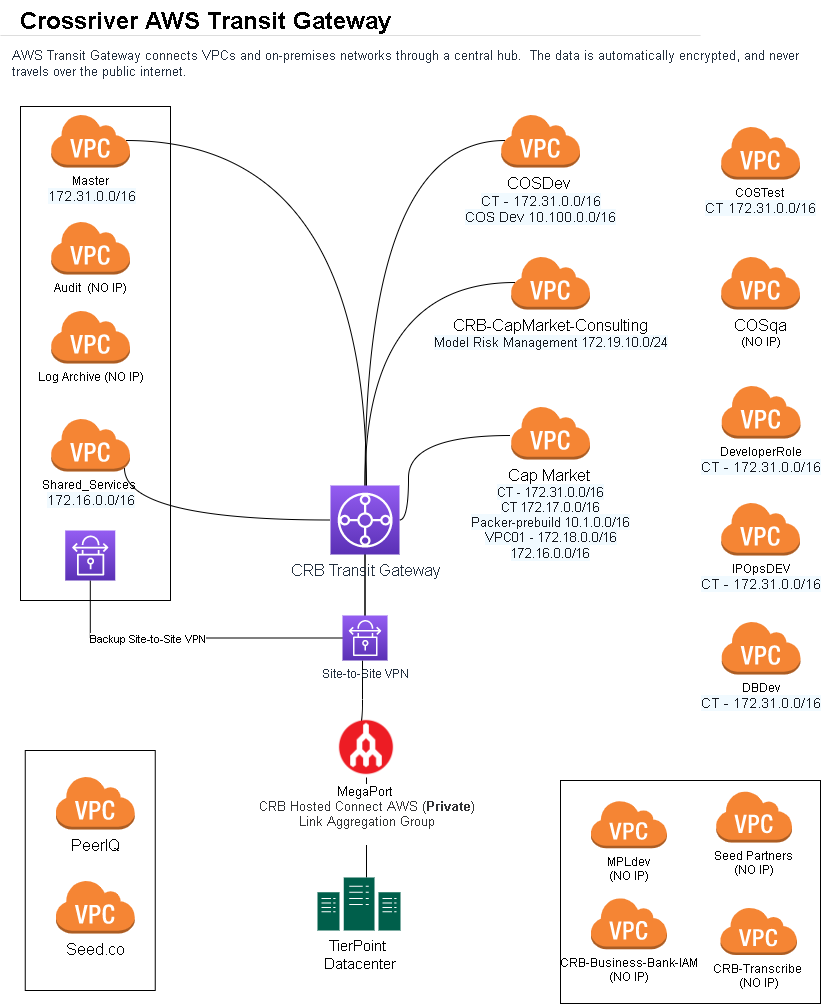 Crossriver AWS Transit Gateway
AWS Transit Gateway connects VPCs and on-premises networks through a central hub.  The data is automatically encrypted, and never
travels over the public internet.
VPC
Master
172.31.0.0/16
VPC
Audit  (NO IP)
VPC
Log Archive (NO IP)
VPC
Shared_Services
172.16.0.0/16
Backup Site-to-Site VPN
VPC
COSDev
CT - 172.31.0.0/16
COS Dev 10.100.0.0/16
VPC
CRB-CapMarket-Consulting
Model Risk Management 172.19.10.0/24
VPC
Cap Market
CT - 172.31.0.0/16
CT 172.17.0.0/16
Packer-prebuild 10.1.0.0/16
VPC01 - 172.18.0.0/16
172.16.0.0/16
CRB Transit Gateway
Site-to-Site VPN
MegaPort
CRB Hosted Connect AWS (Private)
Link Aggregation Group
TierPoint
Datacenter
VPC
COSTest
CT 172.31.0.0/16
VPC
COSqa
(NO IP)
VPC
DeveloperRole
CT - 172.31.0.0/16
VPC
IPOpsDEV
CT - 172.31.0.0/16
VPC
DBDev
CT - 172.31.0.0/16
VPC
PeerIQ
VPC
Seed.co
VPC
MPLdev
(NO IP)
VPC
Seed Partners
(NO IP)
VPC
CRB-Business-Bank-IAM
(NO IP)
VPC
CRB-Transcribe
(NO IP)